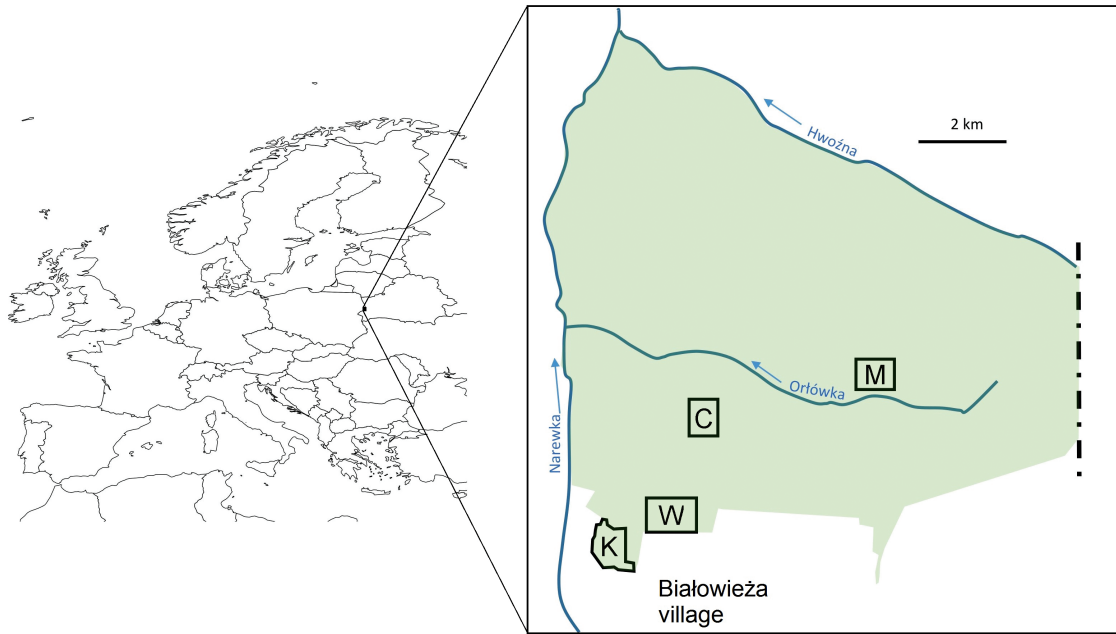 Hwoźna
2 km
M
Orłówka
C
Narewka
W
K
Białowieża
village